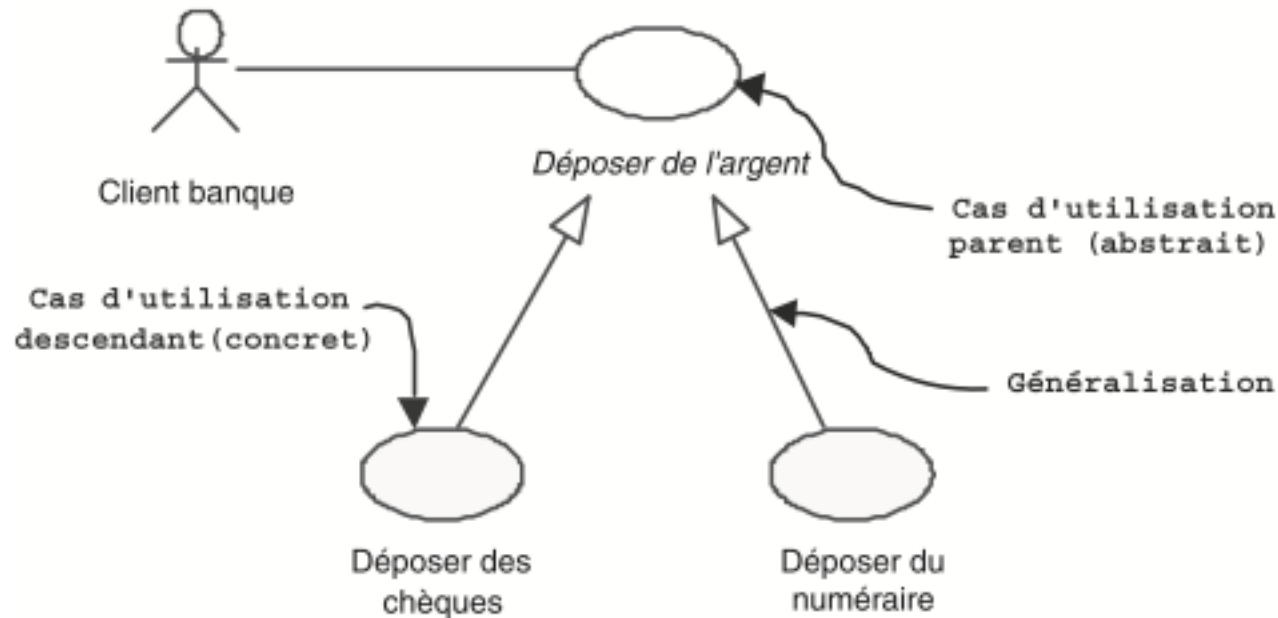 Déposer de l'argent
Client banque
Cas d'utilisation
parent (abstrait)
Cas d'utilisation
descendant(concret)
Généralisation
Déposer des
chèques
Déposer du
numéraire